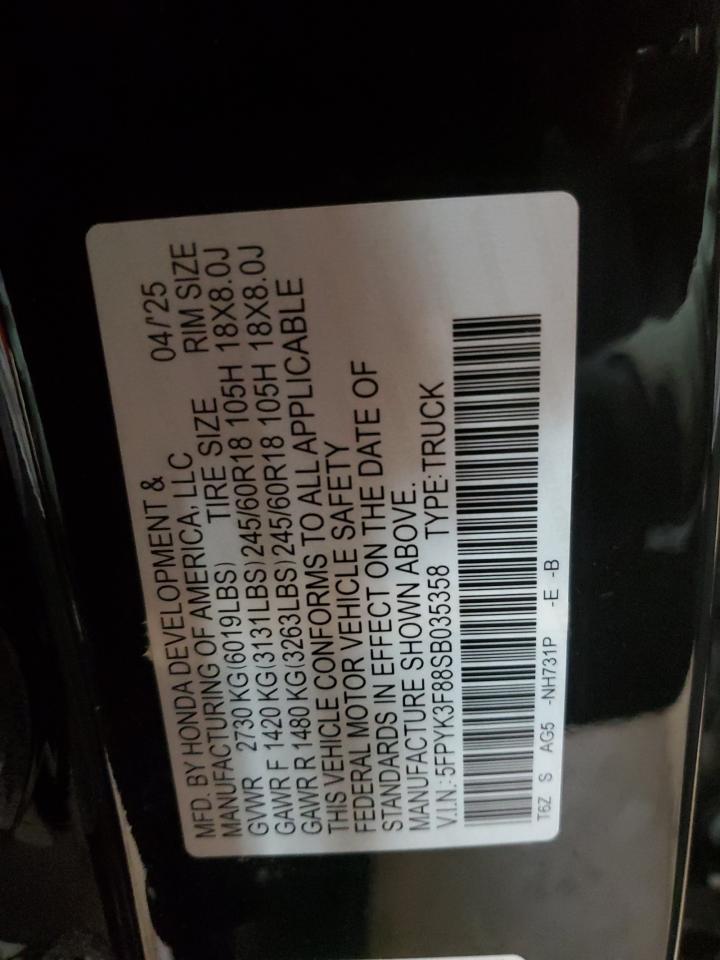 MFD. BY HONDA DEVELOPMENT & 04/'25
MANUFACTURING OF AMERICA, LLC RIM SIZE
GVWR 2730 KG(6019LBS) TIRE SIZE
GAWR F 1420 KG(3131LBS)245/60R18 105H 18X8.0J
GAWR R 1480 KG(3263LBS)245/60R18 105H 18X8.0J
THIS VEHICLE CONFORMS TO ALL APPLICABLE
FEDERAL MOTOR VEHICLE SAFETY
STANDARDS IN EFFECT ON THE DATE OF
MANUFACTURE SHOWN ABOVE.
V.I.N.:5FPYK3F88SB035358 TYPE:TRUCK
T6Z S AG5 -NH731P -E -B